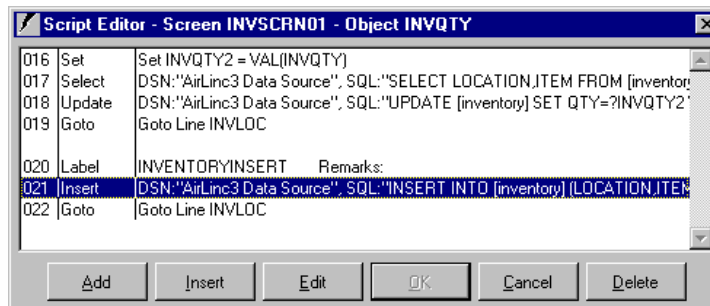 Script Editor - Screen INVSCRN01 - Object INVQTY
016 Set Set INVQTY2 = VAL(INVQTY)
017 Select DSN:"AirLinc3 Data Source", SQL:"SELECT LOCATION,ITEM FROM [inventory
018 Update DSN:"AirLinc3 Data Source", SQL:"UPDATE [inventory] SET QTY=?INVQTY2
019 Goto Goto Line INVLOC
020 Label INVENTORYINSERT Remarks:
021 Insert DSN:"AirLinc3 Data Source", SQL:"INSERT INTO [inventory] (LOCATION,ITEM
022 Goto Goto Line INVLOC
Add Insert Edit OK Cancel Delete